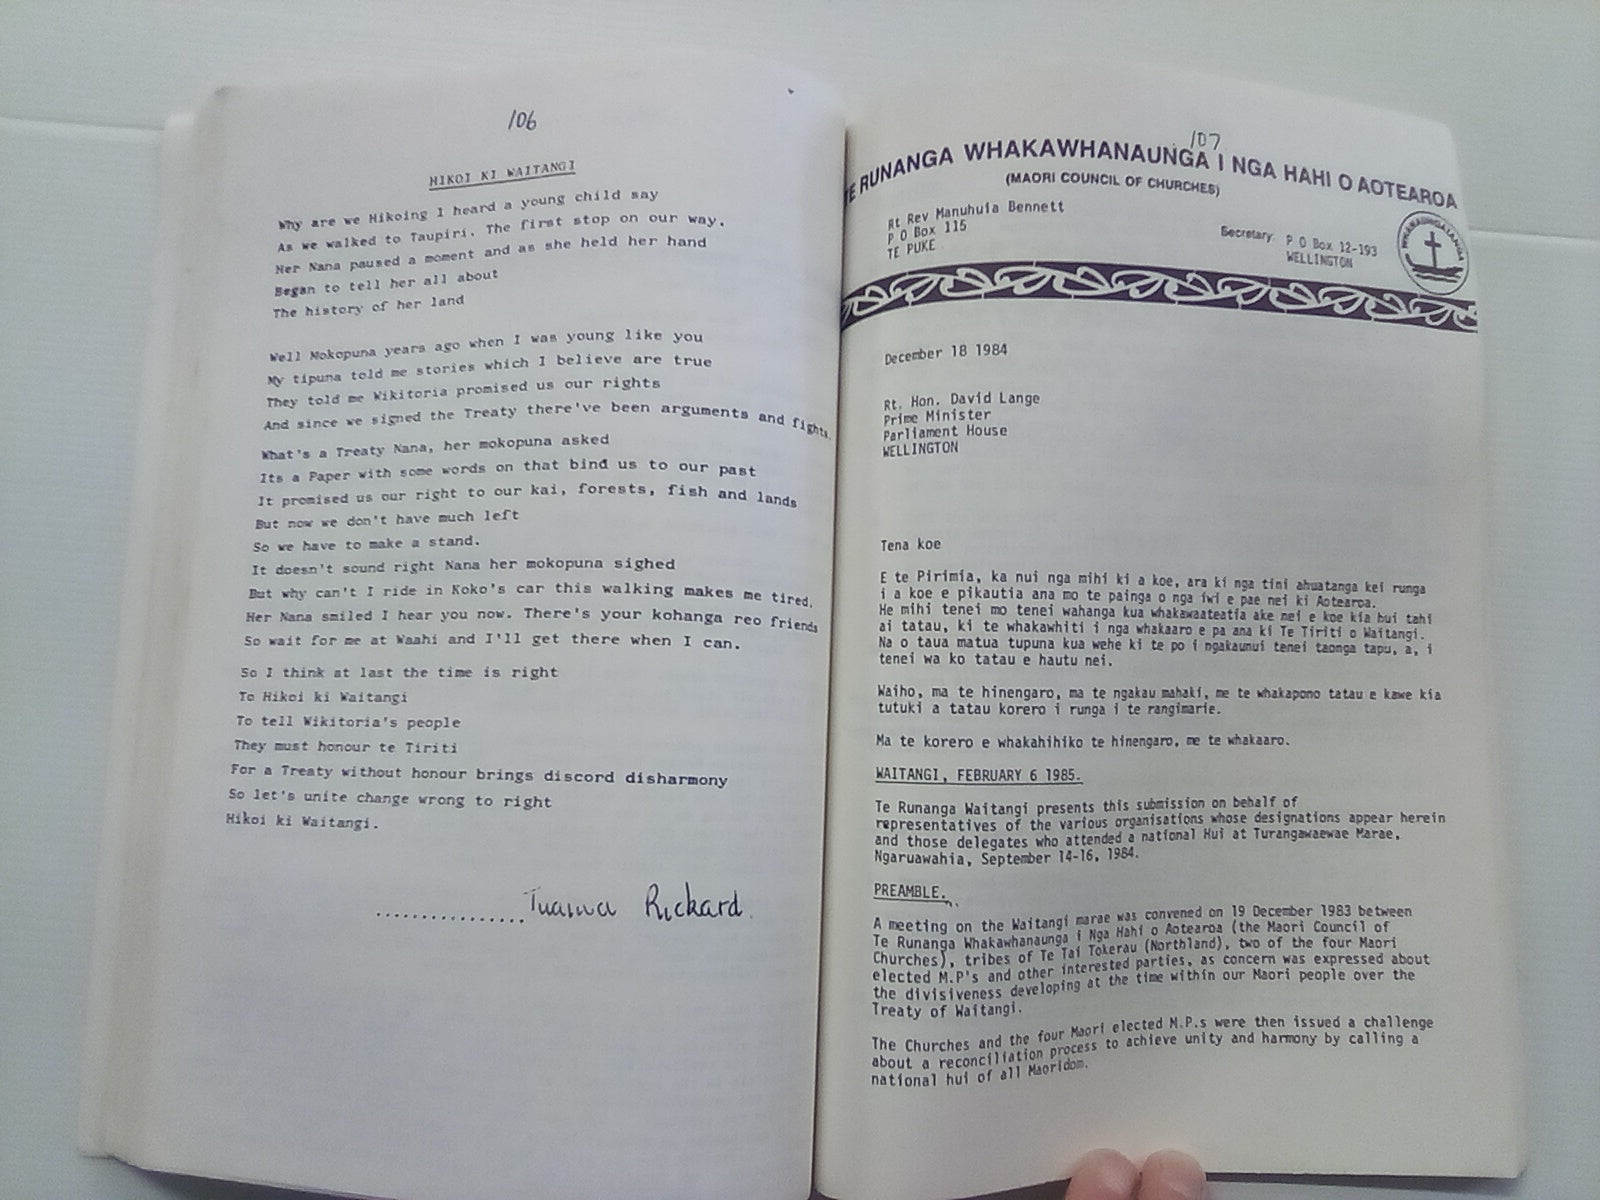 106
HIKOI KI WAITANGI
Why are we Hikoing I heard a young child say
As we walked to Taupiri. The first stop on our way.
Her Nana paused a moment and as she held her hand
Began to tell her all about
The history of her land
Well Mokopuna years ago when I was young like you
My tipuna told me stories which I believe are true
They told me Wikitoria promised us our rights
And since we signed the Treaty there've been arguments and fights.
What's a Treaty Nana, her mokopuna asked
Its a Paper with some words on that bind us to our past
It promised us our right to our kai, forests, fish and lands
But now we don't have much left
So we have to make a stand.
It doesn't sound right Nana her mokopuna sighed
But why can't I ride in Koko's car this walking makes me tired.
Her Nana smiled I hear you now. There's your kohanga reo friends
So wait for me at Waahi and I'll get there when I can.
So I think at last the time is right
To Hikoi ki Waitangi
To tell Wikitoria's people
They must honour te Tiriti
For a Treaty without honour brings discord disharmony
So let's unite change wrong to right
Hikoi ki Waitangi.
...............Tuaiwa Rickard.
107
TE RUNANGA WHAKAWHANAUNGA I NGA HAHI O AOTEAROA
(MAORI COUNCIL OF CHURCHES)
Rt Rev Manuhuia Bennett
P O Box 115
TE PUKE
Secretary: P O Box 12-193
WELLINGTON
WHANAUNGATANGA
December 18 1984
Rt. Hon. David Lange
Prime Minister
Parliament House
WELLINGTON
Tena koe
E te Pirimia, ka nui nga mihi ki a koe, ara ki nga tini ahuatanga kei runga
i a koe e pikautia ana mo te painga o nga iwi e pae nei ki Aotearoa.
He mihi tenei mo tenei wahanga kua whakawaateatia ake nei e koe kia hui tahi
ai tatau, ki te whakawhiti i nga whakaaro e pa ana ki Te Tiriti o Waitangi.
Na o taua matua tupuna kua wehe ki te po i ngakaunui tenei taonga tapu, a, i
tenei wa ko tatau e hautu nei.
Waiho, ma te hinengaro, ma te ngakau mahaki, me te whakapono tatau e kawe kia
tutuki a tatau korero i runga i te rangimarie.
Ma te korero e whakahihiko te hinengaro, me te whakaaro.
WAITANGI, FEBRUARY 6 1985.
Te Runanga Waitangi presents this submission on behalf of
representatives of the various organisations whose designations appear herein
and those delegates who attended a national Hui at Turangawaewae Marae,
Ngaruawahia, September 14-16, 1984.
PREAMBLE.
A meeting on the Waitangi marae was convened on 19 December 1983 between
Te Runanga Whakawhanaunga i Nga Hahi o Aotearoa (the Maori Council of
Churches), tribes of Te Tai Tokerau (Northland), two of the four Maori
elected M.P's and other interested parties, as concern was expressed about
the divisiveness developing at the time within our Maori people over the
Treaty of Waitangi.
The Churches and the four Maori elected M.P.s were then issued a challenge
about a reconciliation process to achieve unity and harmony by calling a
national hui of all Maoridom.